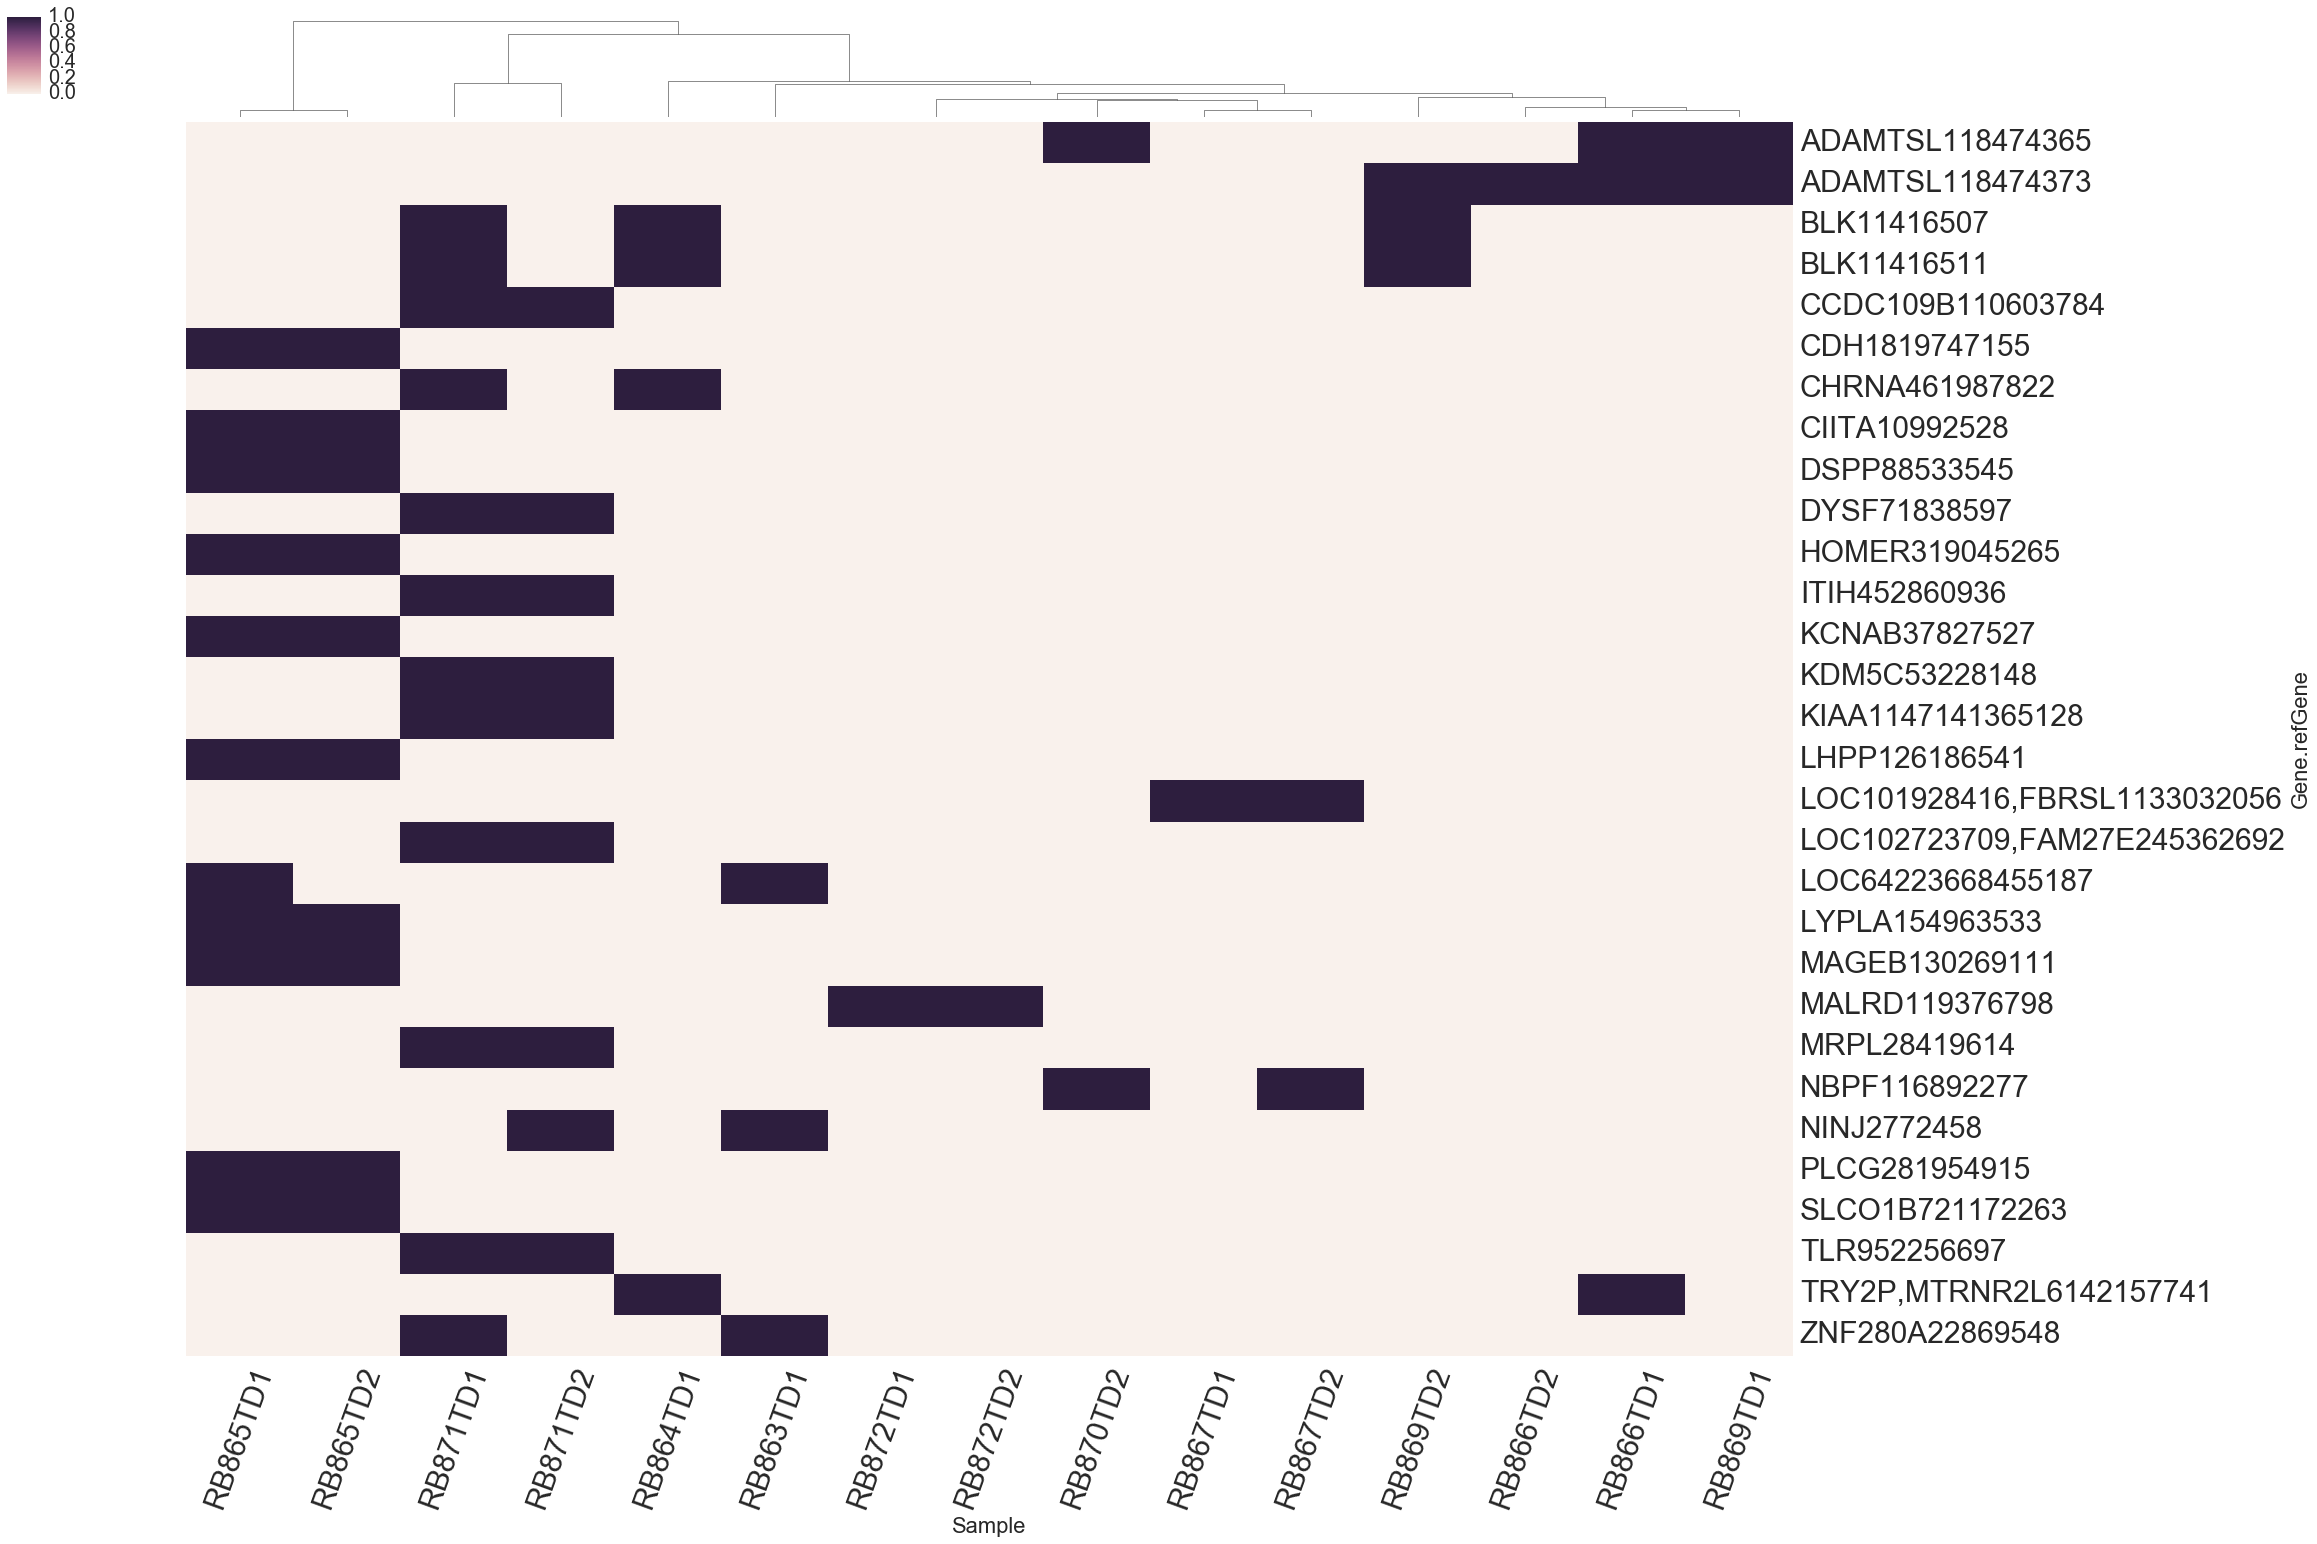 1.0
0.8
0.6
0.4
0.2
0.0
ADAMTSL118474365
ADAMTSL118474373
BLK11416507
BLK11416511
CCDC109B110603784
CDH1819747155
CHRNA461987822
CIITA10992528
DSPP88533545
DYSF71838597
HOMER319045265
ITIH452860936
KCNAB37827527
KDM5C53228148
KIAA1147141365128
LHPP126186541
LOC101928416,FBRSL1133032056
LOC102723709,FAM27E245362692
LOC64223668455187
LYPLA154963533
MAGEB130269111
MALRD119376798
MRPL28419614
NBPF116892277
NINJ2772458
PLCG281954915
SLCO1B721172263
TLR952256697
TRY2P,MTRNR2L6142157741
ZNF280A22869548
Gene.refGene
RB865TD1
RB865TD2
RB871TD1
RB871TD2
RB864TD1
RB863TD1
RB872TD1
RB872TD2
RB870TD2
RB867TD1
RB867TD2
RB869TD2
RB866TD2
RB866TD1
RB869TD1
Sample